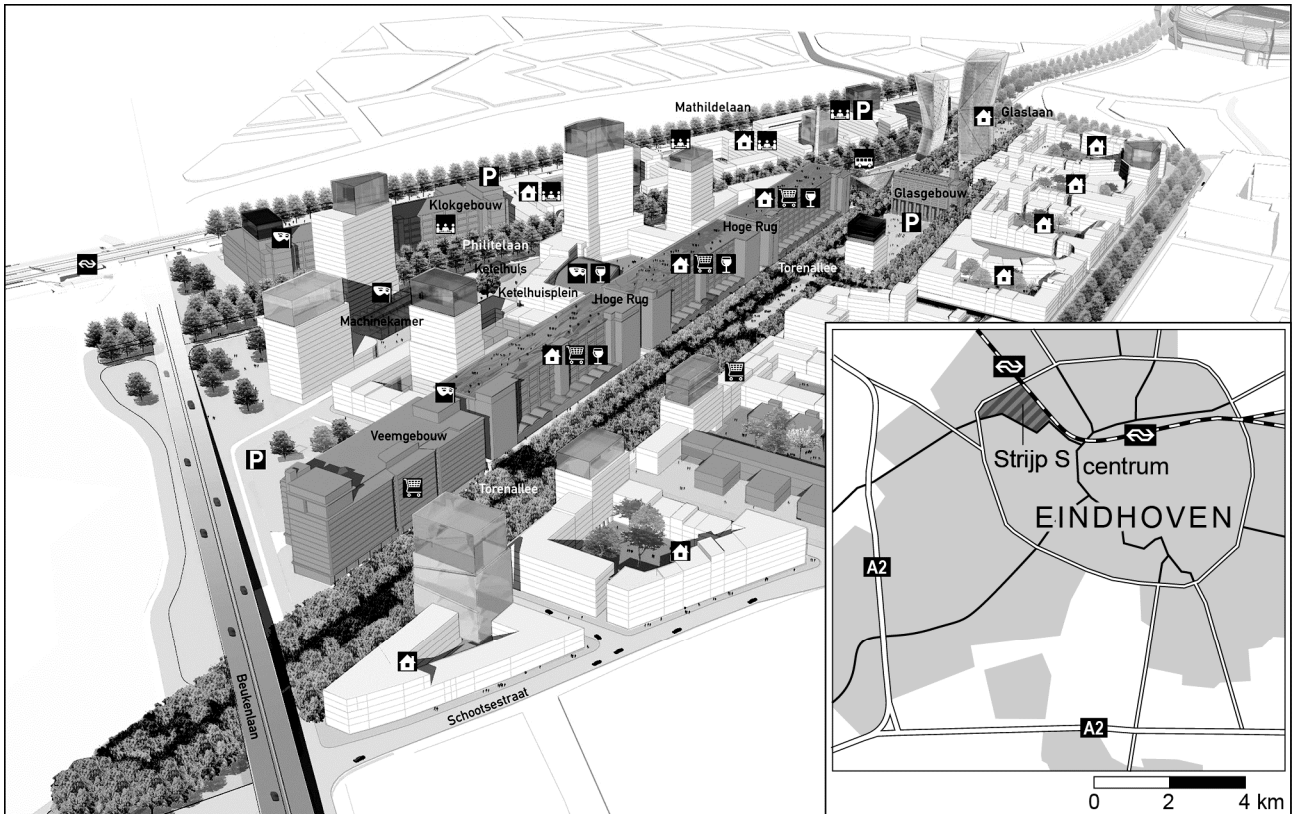 Mathildelaan
P
Glaslaan
P
Klokgebouw
Glasgebouw
P
Hoge Rug
Philitelaan
Ketelhuis
Torenallee
Ketelhuisplein
Hoge Rug
Machinekamer
Veemgebouw
P
Torenallee
Beukenlaan
Schootsestraat
Strijp S
centrum
EINDHOVEN
A2
A2
0 2 4 km